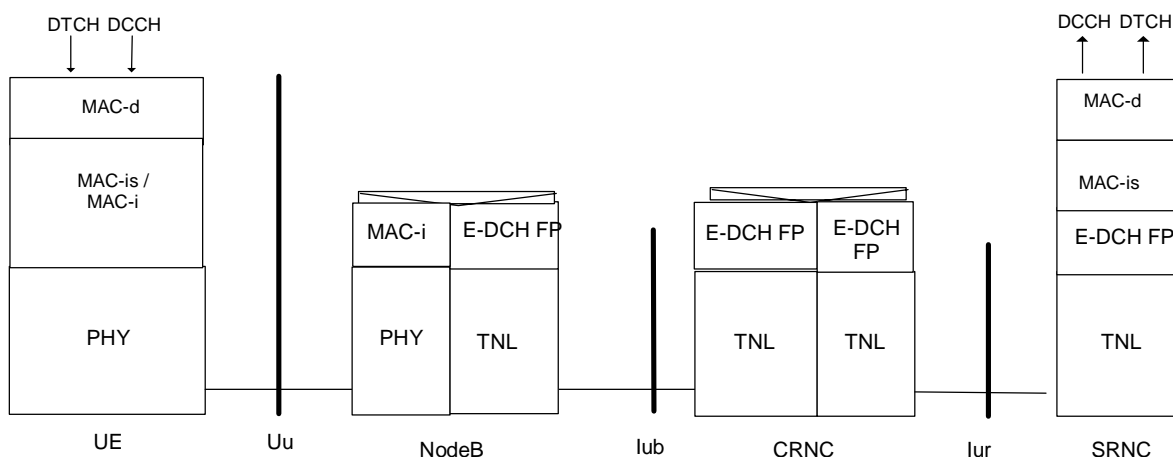 DTCH DCCH
DCCH DTCH
MAC-d
MAC-d
MAC-is /
MAC-i
MAC-is
MAC-i
E-DCH FP
E-DCH FP
E-DCH
FP
E-DCH FP
PHY
PHY
TNL
TNL
TNL
TNL
UE
Uu
NodeB
Iub
CRNC
Iur
SRNC